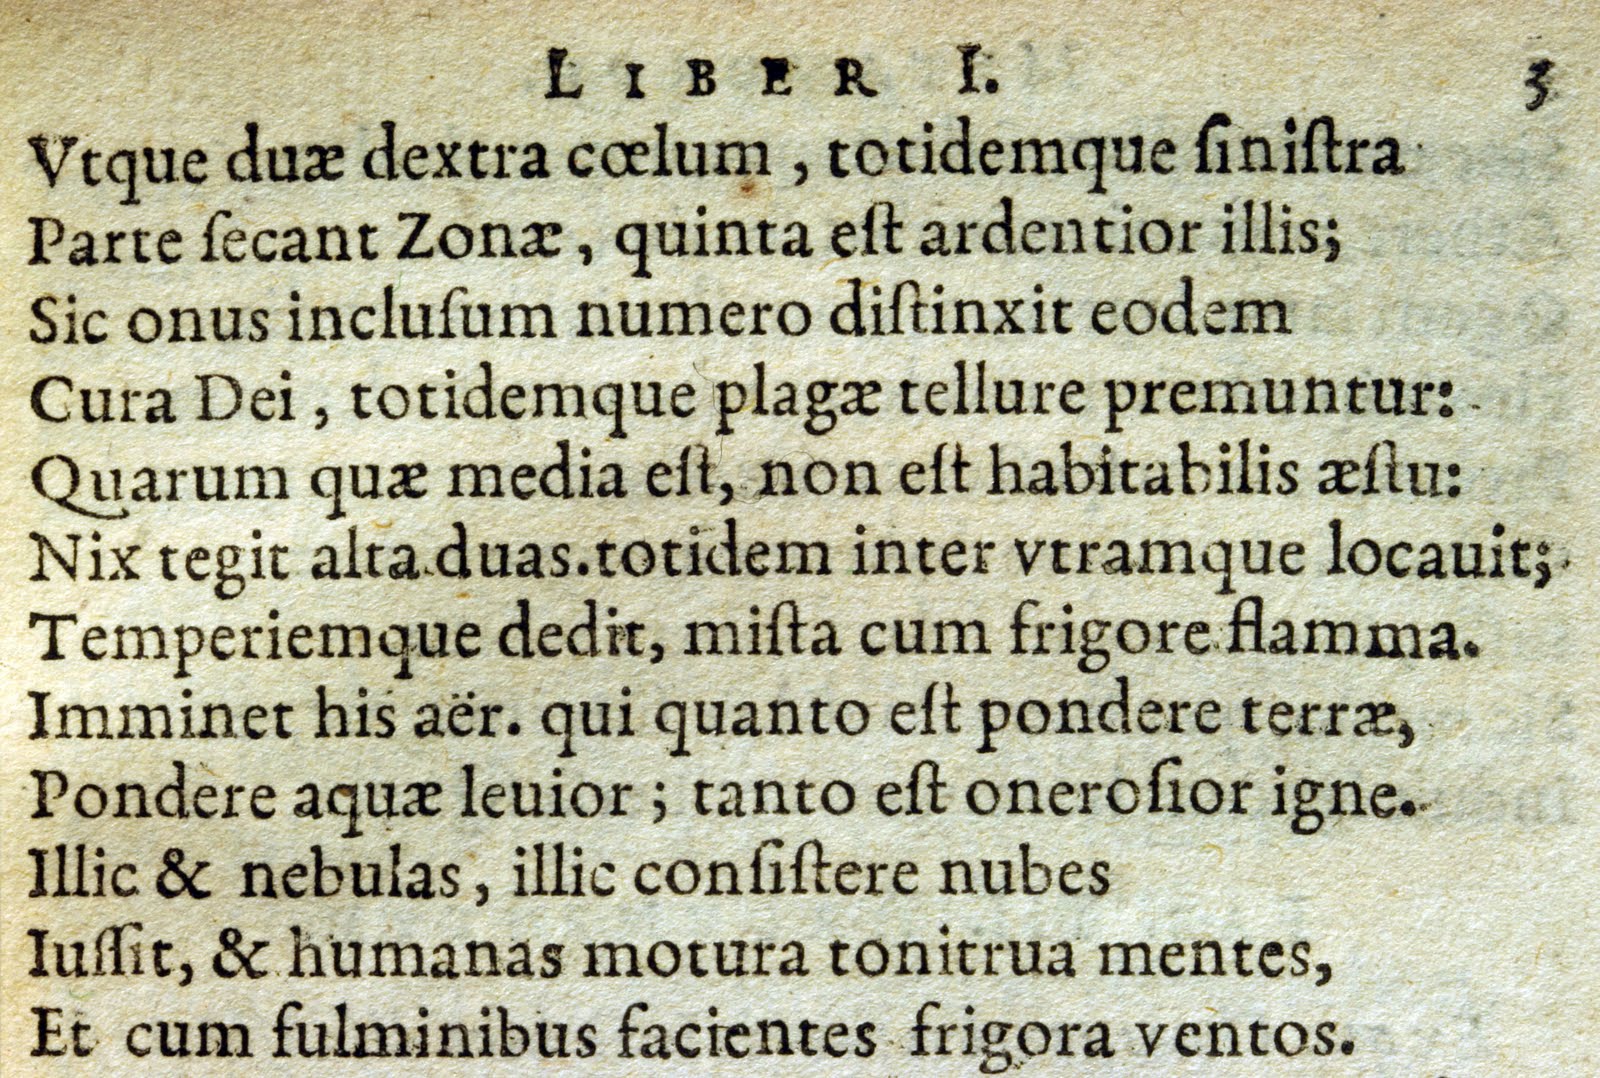 LIBER I. 3
Vtque duæ dextra cœlum, totidemque ſiniſtra
Parte ſecant Zonæ, quinta eſt ardentior illis;
Sic onus incluſum numero diſtinxit eodem
Cura Dei, totidemque plagæ tellure premuntur:
Quarum quæ media eſt, non eſt habitabilis æſtu:
Nix tegit alta duas. totidem inter vtramque locauit;
Temperiemque dedit, miſta cum frigore flamma.
Imminet his aër. qui quanto eſt pondere terræ,
Pondere aquæ leuior; tanto eſt oneroſior igne.
Illic & nebulas, illic conſiſtere nubes
Iuſſit, & humanas motura tonitrua mentes,
Et cum fulminibus facientes frigora ventos.